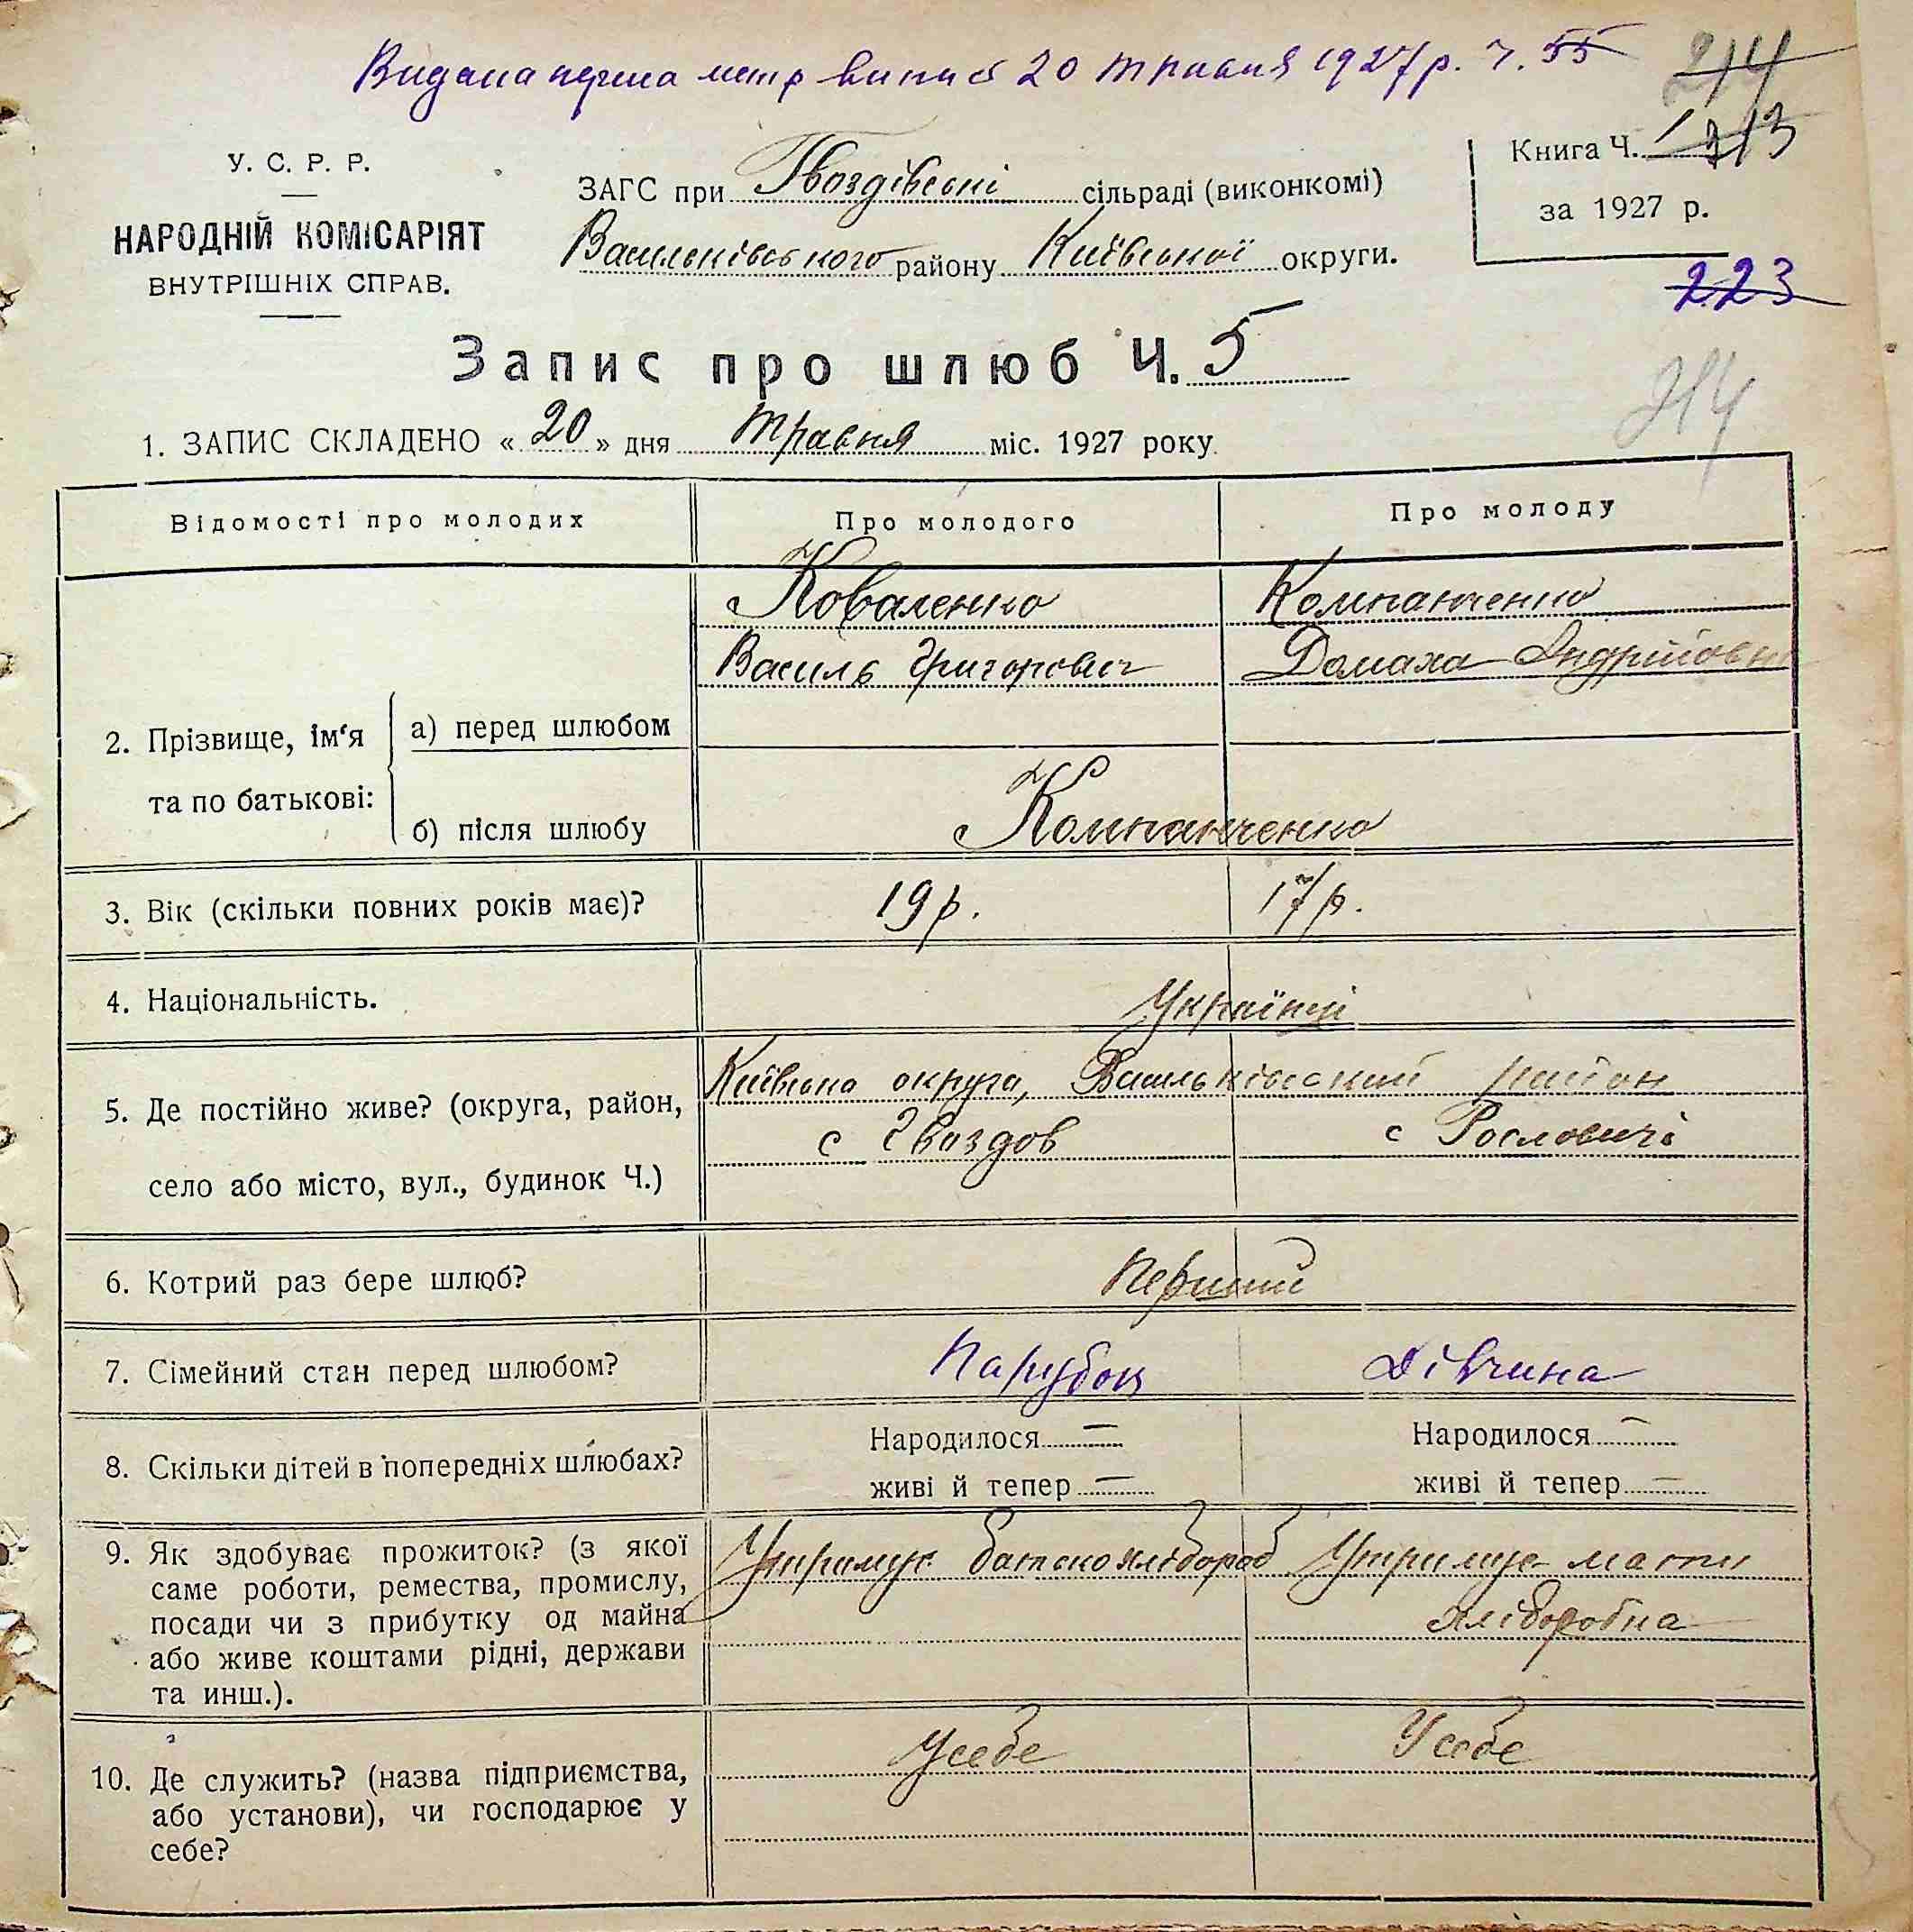 Видана перша метр випись 20 травня 1927 р. ч. 55
214
У. С. Р. Р.
НАРОДНІЙ КОМІСАРІЯТ
ВНУТРІШНІХ СПРАВ.
ЗАГС при Гвоздівські сільраді (виконкомі)
Васильківського району Київської округи.
Книга Ч. 1 213
за 1927 р.
223
Запис про шлюб Ч. 5
214
1. ЗАПИС СКЛАДЕНО « 20 » дня травня міс. 1927 року
Відомості про молодих Про молодого Про молоду
2. Прізвище, ім'я та по батькові:
а) перед шлюбом
Коваленко Компанченко
Василь Григорович Домаха Андріївна
б) після шлюбу Компанченко
3. Вік (скільки повних років має)? 19 р. 17 р.
4. Національність. Українці
5. Де постійно живе? (округа, район,
село або місто, вул., будинок Ч.)
Київська округа, Васильківський район
с Гвоздов с Рословичі
6. Котрий раз бере шлюб? Перший
7. Сімейний стан перед шлюбом? Парубок Дівчина
8. Скільки дітей в попередніх шлюбах?
Народилося — Народилося —
живі й тепер — живі й тепер —
9. Як здобуває прожиток? (з якої
саме роботи, ремества, промислу,
посади чи з прибутку од майна
або живе коштами рідні, держави
та инш.).
Утримує батько хлібороб Утримує мати
хліборобка
10. Де служить? (назва підприємства,
або установи), чи господарює у
себе?
Усебе Усебе